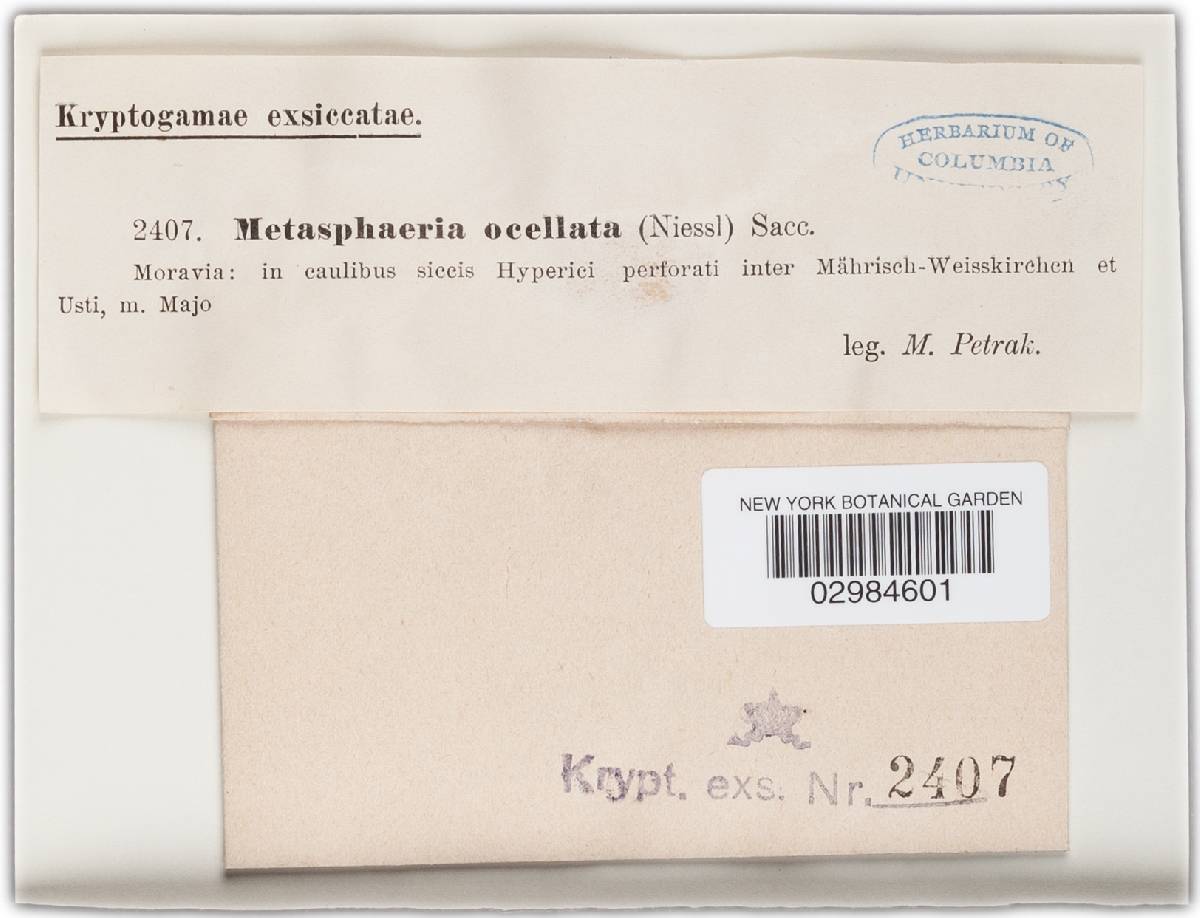 Kryptogamae exsiccatae.
HERBARIUM OF
COLUMBIA
2407. Metasphaeria ocellata (Niessl) Sacc.
Moravia: in caulibus siccis Hyperici perforati inter Mährisch-Weisskirchen et
Usti, m. Majo
leg. M. Petrak.
NEW YORK BOTANICAL GARDEN
02984601
Krypt. exs. Nr. 2407